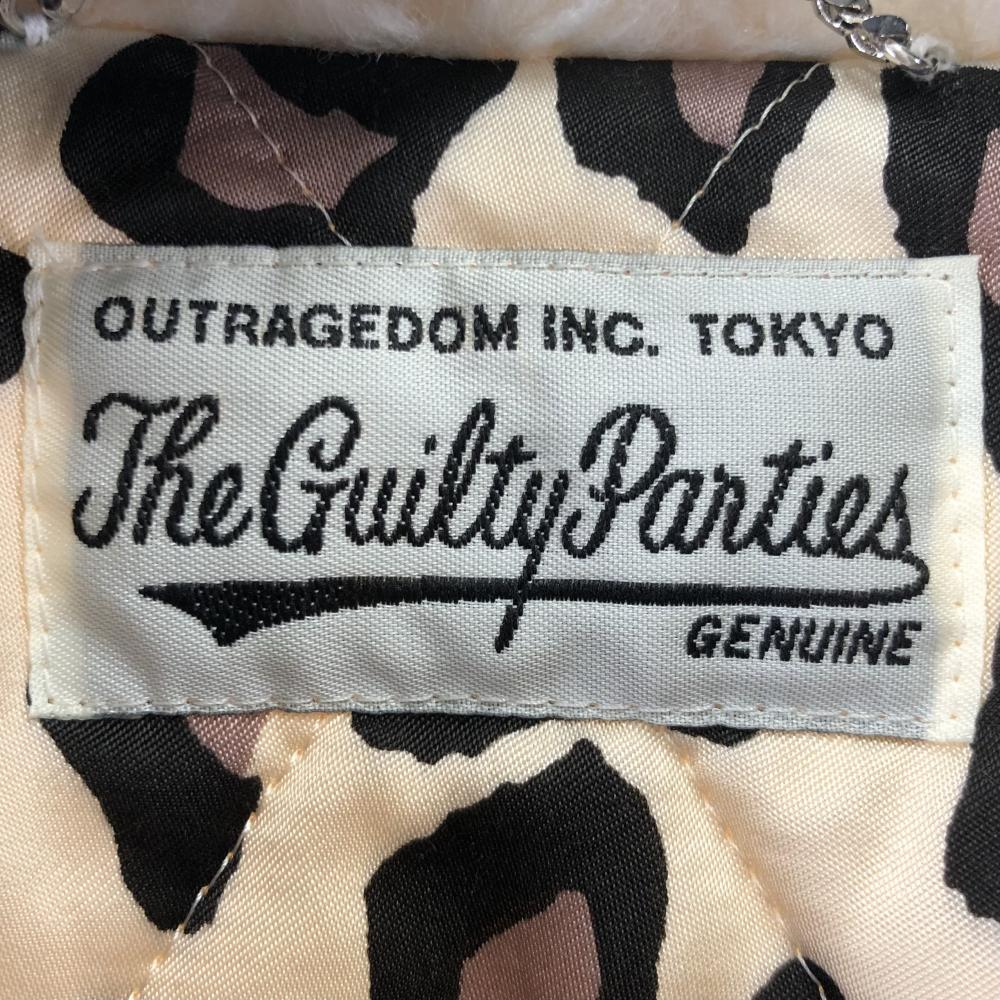 OUTRAGEDOM INC. TOKYO
The Guilty Parties
GENUINE